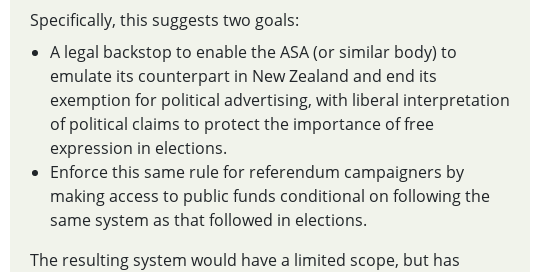 Specifically, this suggests two goals:
• A legal backstop to enable the ASA (or similar body) to
emulate its counterpart in New Zealand and end its
exemption for political advertising, with liberal interpretation
of political claims to protect the importance of free
expression in elections.
• Enforce this same rule for referendum campaigners by
making access to public funds conditional on following the
same system as that followed in elections.
The resulting system would have a limited scope, but has